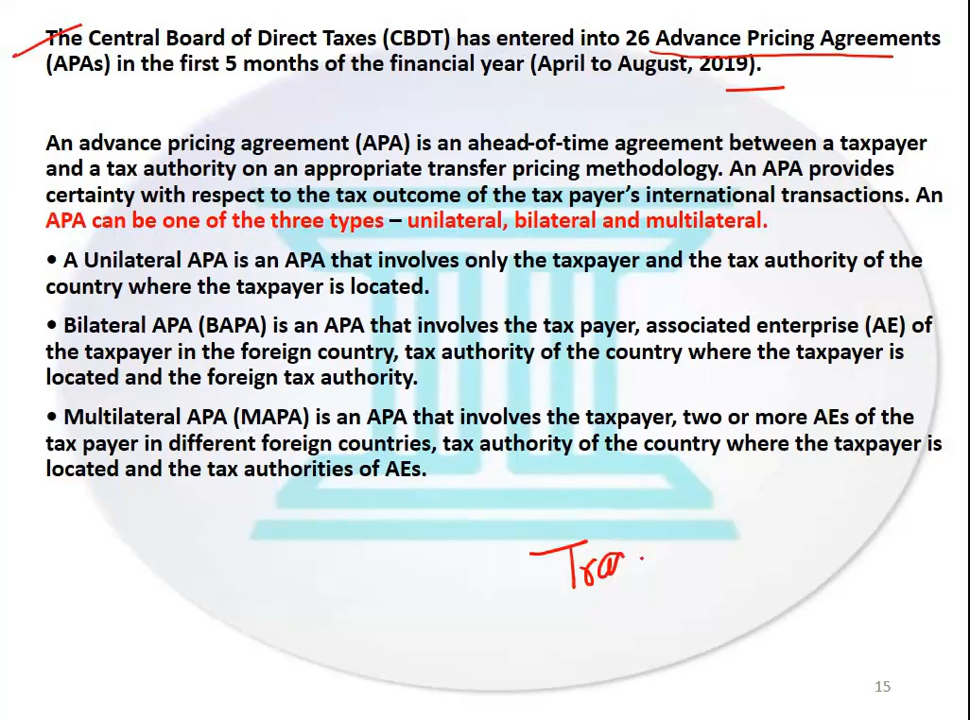 The Central Board of Direct Taxes (CBDT) has entered into 26 Advance Pricing Agreements
(APAs) in the first 5 months of the financial year (April to August, 2019).
An advance pricing agreement (APA) is an ahead-of-time agreement between a taxpayer
and a tax authority on an appropriate transfer pricing methodology. An APA provides
certainty with respect to the tax outcome of the tax payer’s international transactions. An
APA can be one of the three types – unilateral, bilateral and multilateral.
• A Unilateral APA is an APA that involves only the taxpayer and the tax authority of the
country where the taxpayer is located.
• Bilateral APA (BAPA) is an APA that involves the tax payer, associated enterprise (AE) of
the taxpayer in the foreign country, tax authority of the country where the taxpayer is
located and the foreign tax authority.
• Multilateral APA (MAPA) is an APA that involves the taxpayer, two or more AEs of the
tax payer in different foreign countries, tax authority of the country where the taxpayer is
located and the tax authorities of AEs.
Tra
15